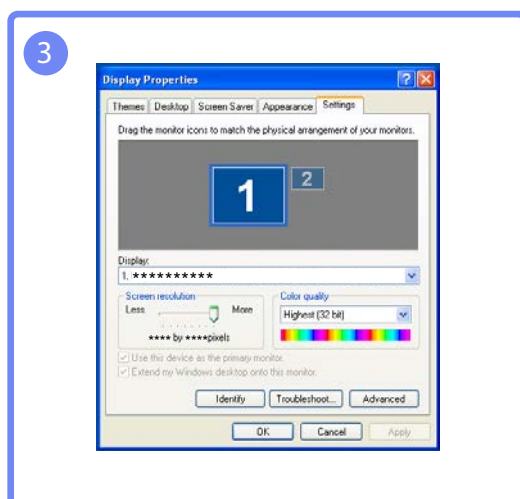 3
Display Properties
Themes Desktop Screen Saver Appearance Settings
Drag the monitor icons to match the physical arrangement of your monitors.
1 2
Display:
1. **********
Screen resolution Color quality
Less More Highest (32 bit)
**** by ****pixels
Use this device as the primary monitor.
Extend my Windows desktop onto this monitor.
Identify Troubleshoot... Advanced
OK Cancel Apply